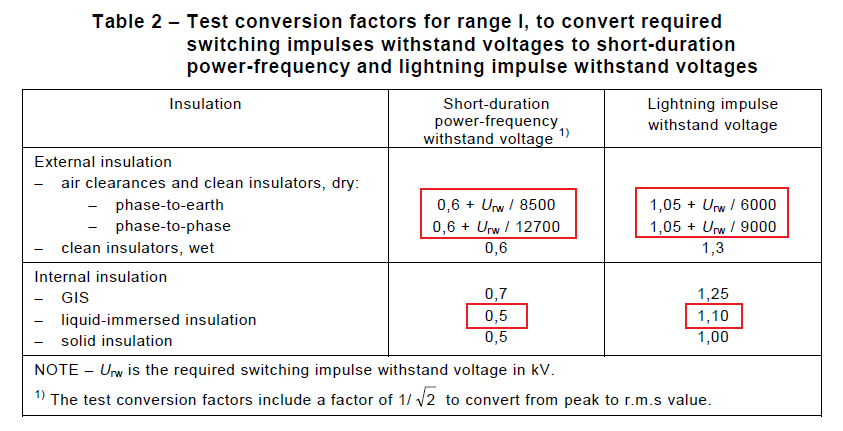 Table 2 – Test conversion factors for range I, to convert required
switching impulses withstand voltages to short-duration
power-frequency and lightning impulse withstand voltages
Insulation
Short-duration
power-frequency
withstand voltage 1)
Lightning impulse
withstand voltage
External insulation
– air clearances and clean insulators, dry:
– phase-to-earth 0,6 + Urw / 8500 1,05 + Urw / 6000
– phase-to-phase 0,6 + Urw / 12700 1,05 + Urw / 9000
– clean insulators, wet 0,6 1,3
Internal insulation
– GIS 0,7 1,25
– liquid-immersed insulation 0,5 1,10
– solid insulation 0,5 1,00
NOTE – Urw is the required switching impulse withstand voltage in kV.
1) The test conversion factors include a factor of 1/ √2 to convert from peak to r.m.s value.